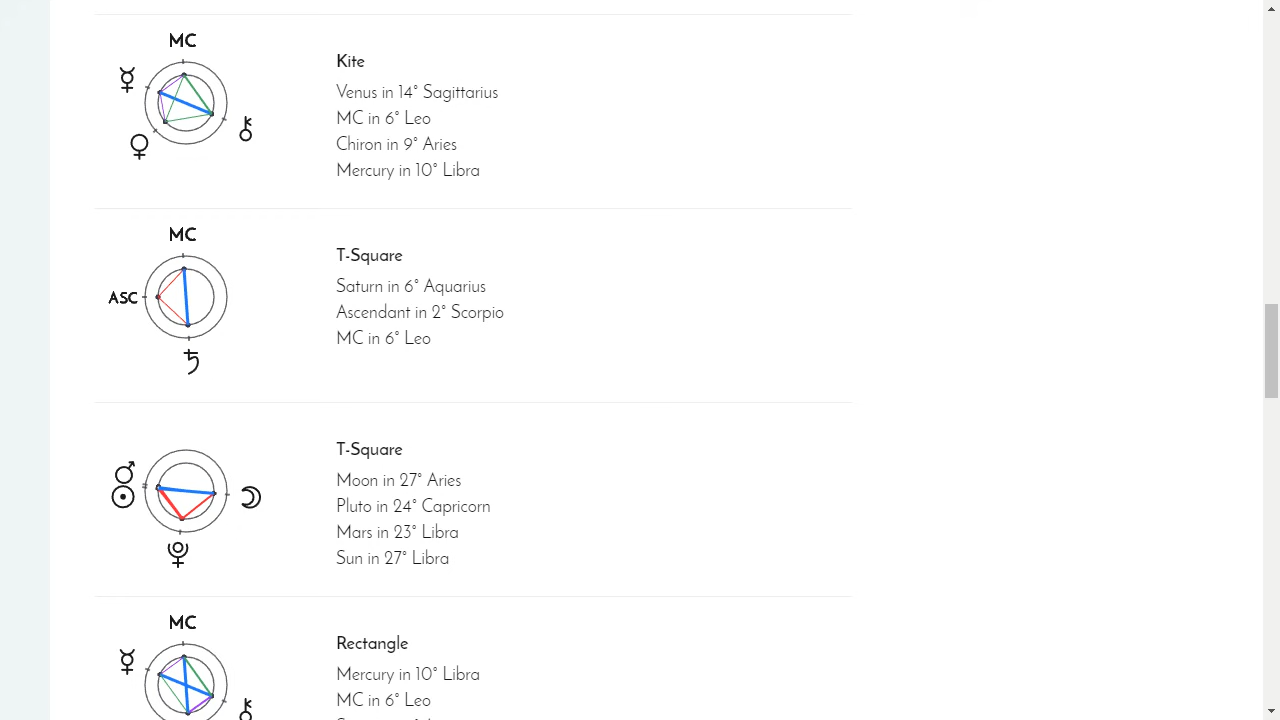 MC
Kite
Venus in 14° Sagittarius
MC in 6° Leo
Chiron in 9° Aries
Mercury in 10° Libra
MC
T-Square
ASC
Saturn in 6° Aquarius
Ascendant in 2° Scorpio
MC in 6° Leo
T-Square
Moon in 27° Aries
Pluto in 24° Capricorn
Mars in 23° Libra
Sun in 27° Libra
MC
Rectangle
Mercury in 10° Libra
MC in 6° Leo